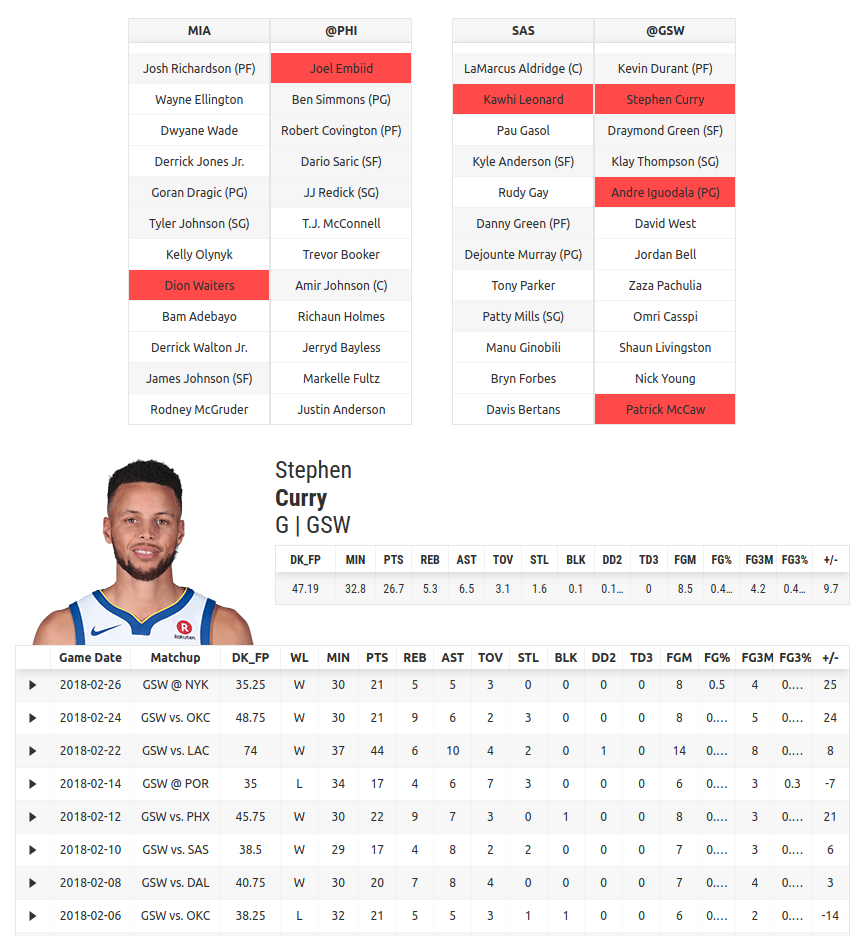 MIA @PHI SAS @GSW
Josh Richardson (PF) Joel Embiid LaMarcus Aldridge (C) Kevin Durant (PF)
Wayne Ellington Ben Simmons (PG) Kawhi Leonard Stephen Curry
Dwyane Wade Robert Covington (PF) Pau Gasol Draymond Green (SF)
Derrick Jones Jr. Dario Saric (SF) Kyle Anderson (SF) Klay Thompson (SG)
Goran Dragic (PG) JJ Redick (SG) Rudy Gay Andre Iguodala (PG)
Tyler Johnson (SG) T.J. McConnell Danny Green (PF) David West
Kelly Olynyk Trevor Booker Dejounte Murray (PG) Jordan Bell
Dion Waiters Amir Johnson (C) Tony Parker Zaza Pachulia
Bam Adebayo Richaun Holmes Patty Mills (SG) Omri Casspi
Derrick Walton Jr. Jerryd Bayless Manu Ginobili Shaun Livingston
James Johnson (SF) Markelle Fultz Bryn Forbes Nick Young
Rodney McGruder Justin Anderson Davis Bertans Patrick McCaw
Stephen
Curry
G | GSW
DK_FP MIN PTS REB AST TOV STL BLK DD2 TD3 FGM FG% FG3M FG3% +/-
47.19 32.8 26.7 5.3 6.5 3.1 1.6 0.1 0.1... 0 8.5 0.4... 4.2 0.4... 9.7
R
Rakuten
Game Date Matchup DK_FP WL MIN PTS REB AST TOV STL BLK DD2 TD3 FGM FG% FG3M FG3% +/-
2018-02-26 GSW @ NYK 35.25 W 30 21 5 5 3 0 0 0 0 8 0.5 4 0.... 25
2018-02-24 GSW vs. OKC 48.75 W 30 21 9 6 2 3 0 0 0 8 0.... 5 0.... 24
2018-02-22 GSW vs. LAC 74 W 37 44 6 10 4 2 0 1 0 14 0.... 8 0.... 8
2018-02-14 GSW @ POR 35 L 34 17 4 6 7 3 0 0 0 6 0.... 3 0.3 -7
2018-02-12 GSW vs. PHX 45.75 W 30 22 9 7 3 0 1 0 0 8 0.... 3 0.... 21
2018-02-10 GSW vs. SAS 38.5 W 29 17 4 8 2 2 0 0 0 7 0.... 3 0.... 6
2018-02-08 GSW vs. DAL 40.75 W 30 20 7 8 4 0 0 0 0 7 0.... 4 0.... 3
2018-02-06 GSW vs. OKC 38.25 L 32 21 5 5 3 1 1 0 0 6 0.... 2 0.... -14